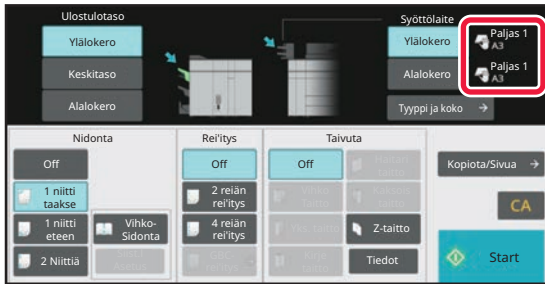 Ulostulotaso
Ylälokero
Keskitaso
Alalokero
Syöttölaite
Ylälokero
Paljas 1
A3
Alalokero
Paljas 1
A3
Tyyppi ja koko
Nidonta
Off
1 niitti
taakse
1 niitti
eteen
Vihko-
Sidonta
2 Niittiä
Rei'itys
Off
2 reiän
rei'itys
4 reiän
rei'itys
Taivuta
Off
Z-taitto
Tiedot
Kopiota/Sivua
CA
Start